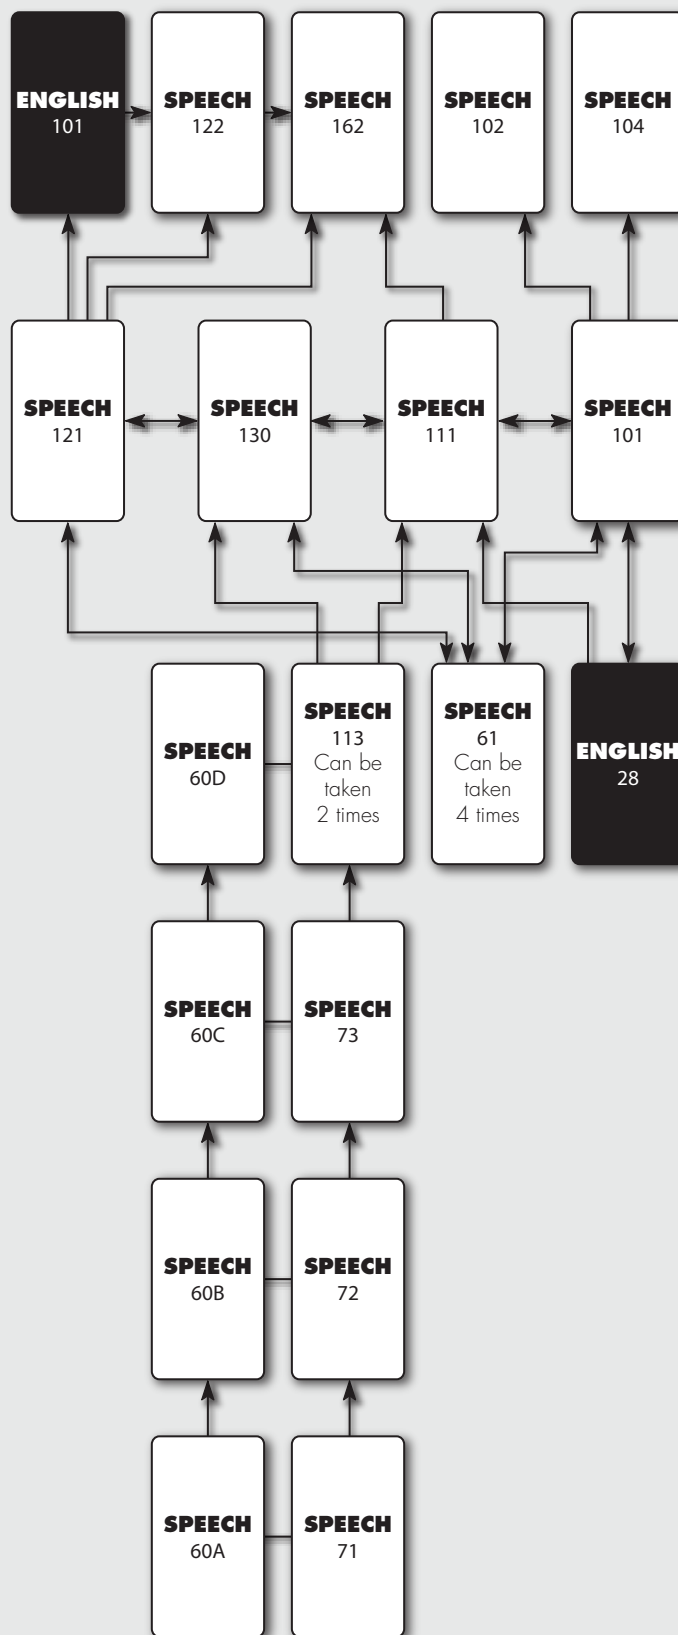 ENGLISH
101
SPEECH
122
SPEECH
162
SPEECH
102
SPEECH
104
SPEECH
121
SPEECH
130
SPEECH
111
SPEECH
101
SPEECH
60D
SPEECH
113
Can be
taken
2 times
SPEECH
61
Can be
taken
4 times
ENGLISH
28
SPEECH
60C
SPEECH
73
SPEECH
60B
SPEECH
72
SPEECH
60A
SPEECH
71